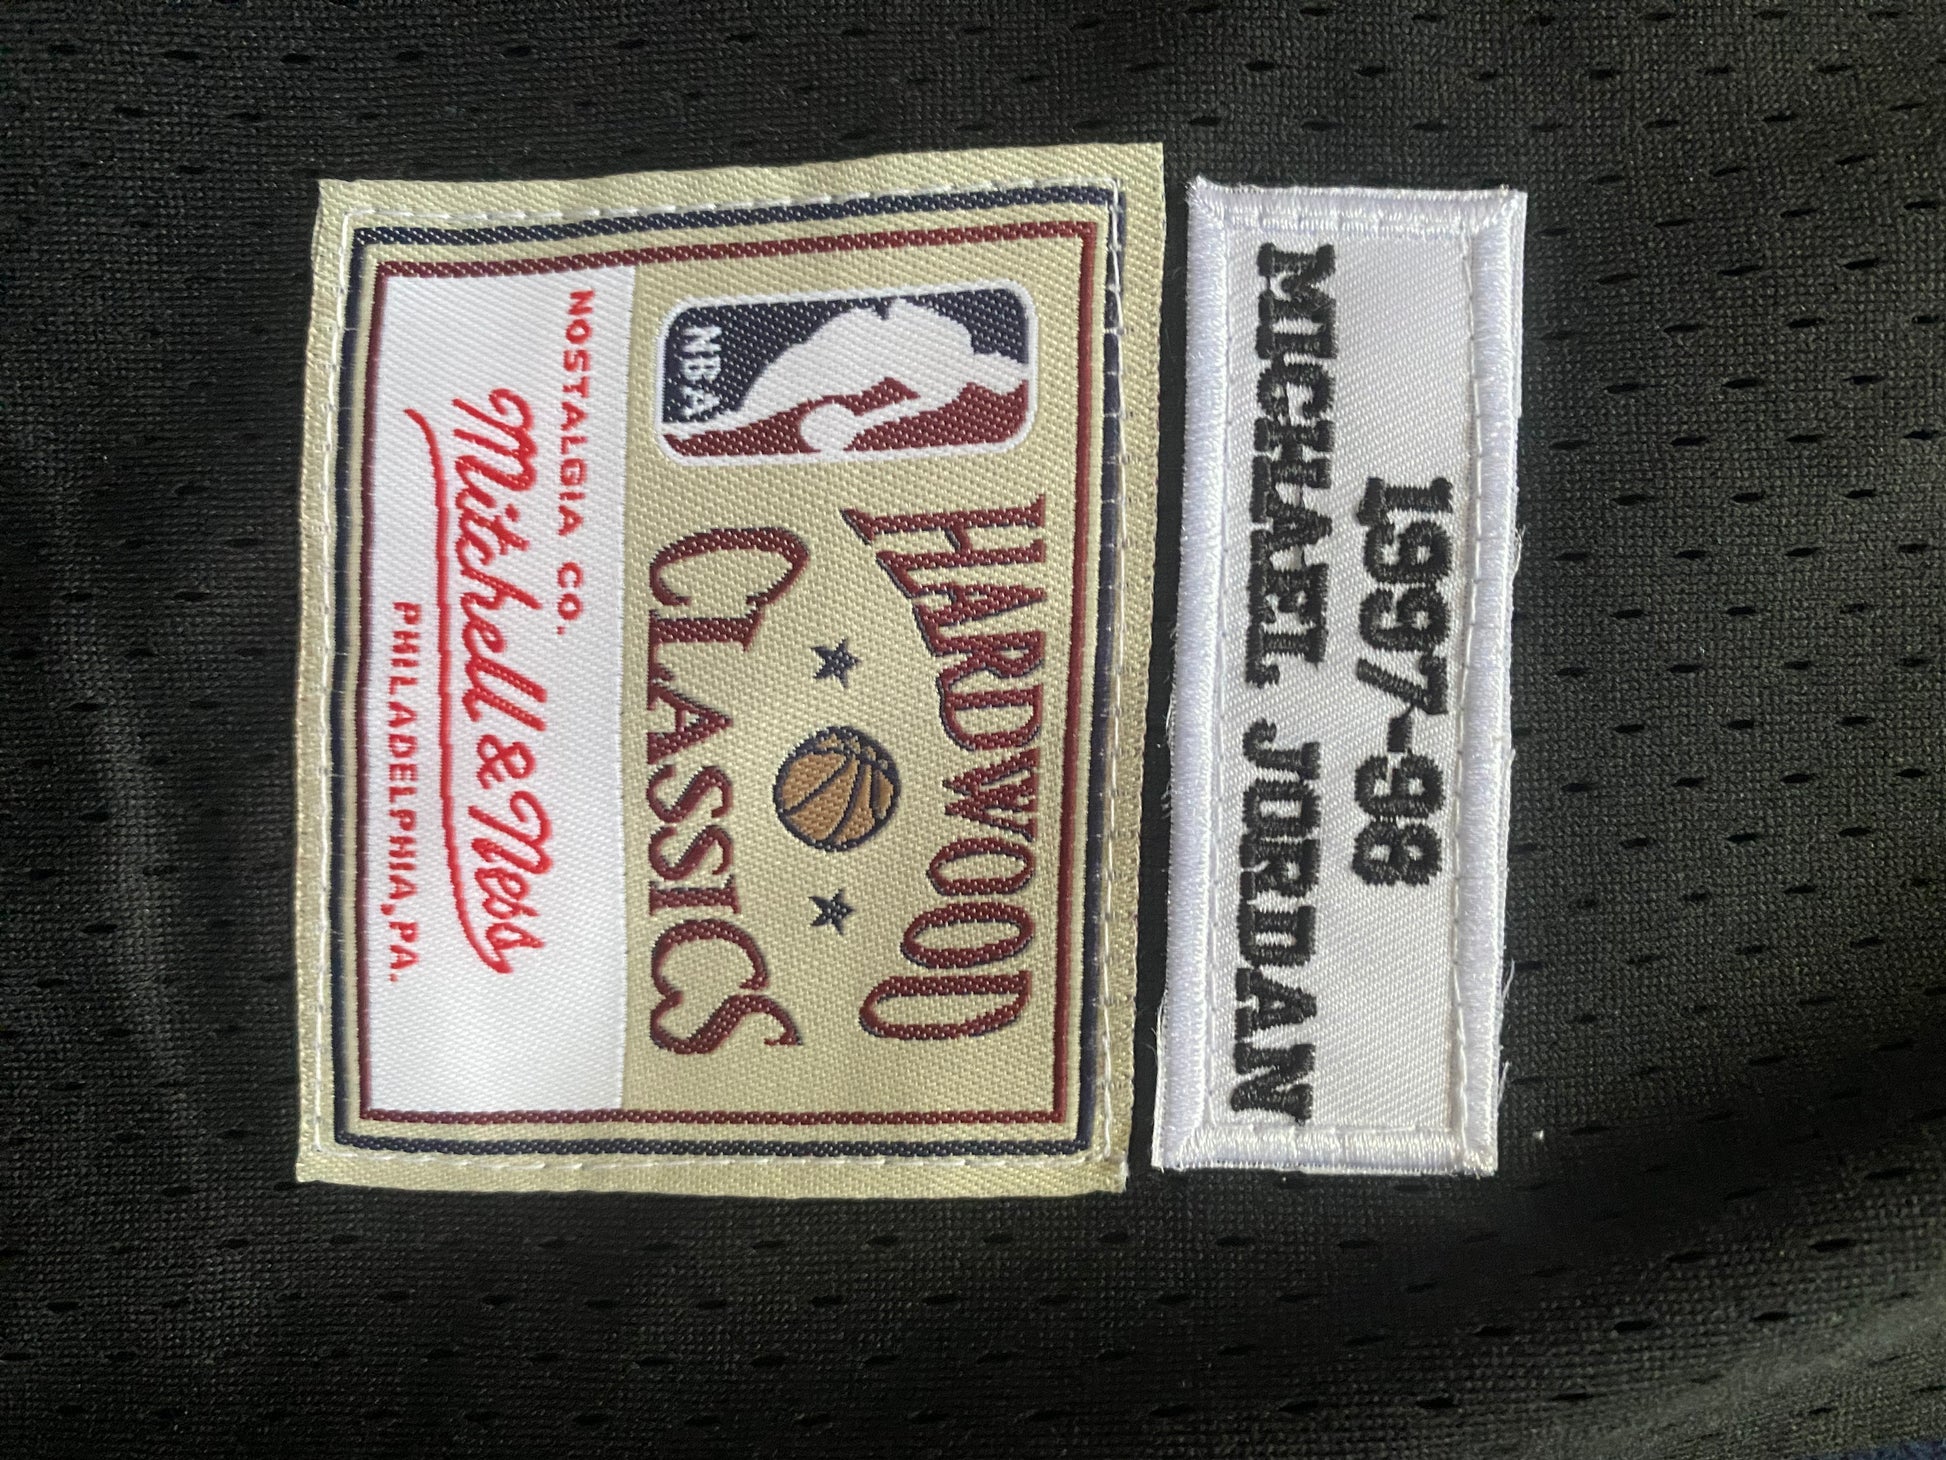 1997-98
MICHAEL JORDAN
NBA
HARDWOOD
CLASSICS
NOSTALGIA CO.
Mitchell & Ness
PHILADELPHIA, PA.